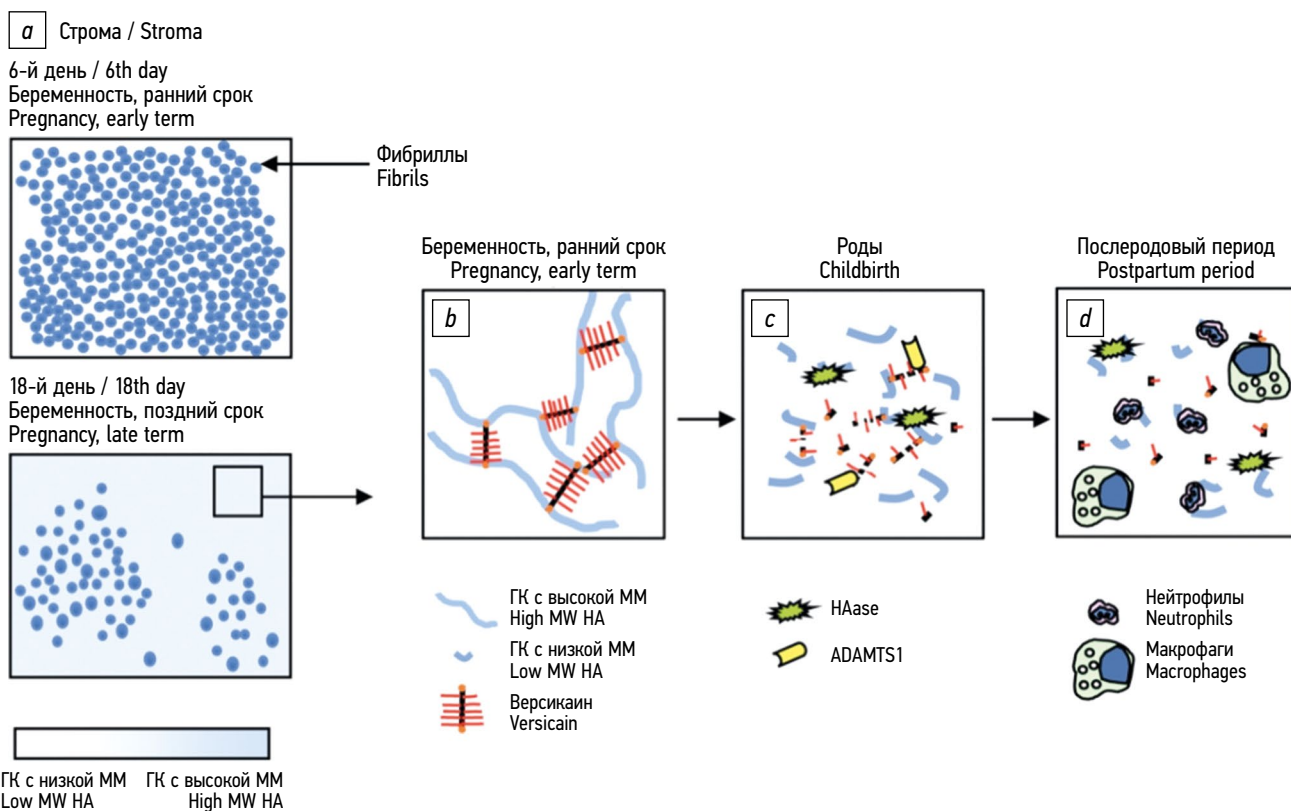 a Строма / Stroma
6-й день / 6th day
Беременность, ранний срок
Pregnancy, early term
Фибриллы
Fibrils
18-й день / 18th day
Беременность, поздний срок
Pregnancy, late term
ГК с низкой ММ
Low MW HA
ГК с высокой ММ
High MW HA
Беременность, ранний срок
Pregnancy, early term
b
Роды
Childbirth
c
Послеродовый период
Postpartum period
d
ГК с высокой ММ
High MW HA
ГК с низкой ММ
Low MW HA
Версикаин
Versicain
HAase
ADAMTS1
Нейтрофилы
Neutrophils
Макрофаги
Macrophages